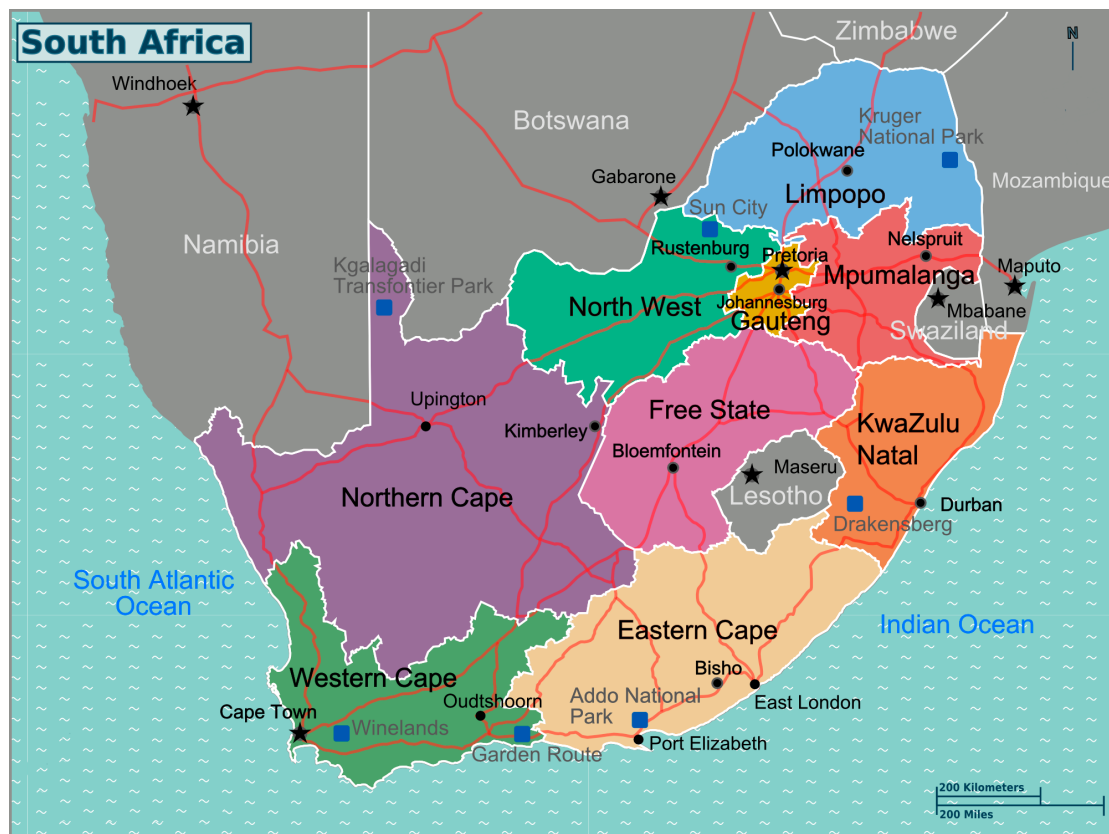 South Africa
Zimbabwe
N
Windhoek
Botswana
Kruger
National Park
Polokwane
Gabarone
Limpopo
Mozambique
Sun City
Namibia
Rustenburg
Pretoria
Nelspruit
Kgalagadi
Transfontier Park
Mpumalanga
Maputo
North West
Johannesburg
Mbabane
Gauteng
Swaziland
Upington
Free State
KwaZulu
Natal
Kimberley
Bloemfontein
Maseru
Northern Cape
Lesotho
Durban
Drakensberg
South Atlantic
Ocean
Eastern Cape
Indian Ocean
Western Cape
Bisho
Oudtshoorn
Addo National
Park
East London
Cape Town
Winelands
Garden Route
Port Elizabeth
200 Kilometers
200 Miles